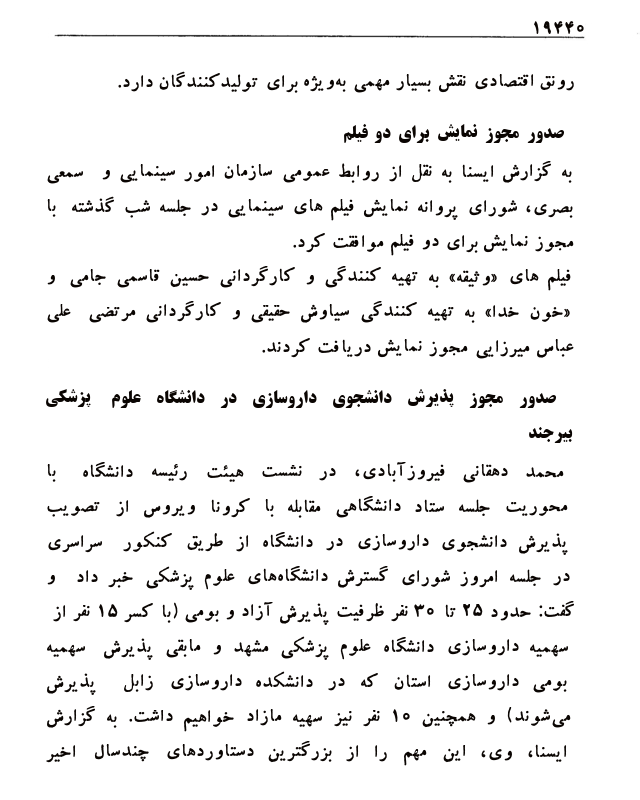 ۱۹۴۴۰
رونق اقتصادی نقش بسیار مهمی به‌ویژه برای تولیدکنندگان دارد.
صدور مجوز نمایش برای دو فیلم
به گزارش ایسنا به نقل از روابط عمومی سازمان امور سینمایی و سمعی
بصری، شورای پروانه نمایش فیلم های سینمایی در جلسه شب گذشته با
مجوز نمایش برای دو فیلم موافقت کرد.
فیلم های «وثیقه» به تهیه کنندگی و کارگردانی حسین قاسمی جامی و
«خون خدا» به تهیه کنندگی سیاوش حقیقی و کارگردانی مرتضی علی
عباس میرزایی مجوز نمایش دریافت کردند.
صدور مجوز پذیرش دانشجوی داروسازی در دانشگاه علوم پزشکی
بیرجند
محمد دهقانی فیروزآبادی، در نشست هیئت رئیسه دانشگاه با
محوریت جلسه ستاد دانشگاهی مقابله با کرونا ویروس از تصویب
پذیرش دانشجوی داروسازی در دانشگاه از طریق کنکور سراسری
در جلسه امروز شورای گسترش دانشگاه‌های علوم پزشکی خبر داد و
گفت: حدود ۲۵ تا ۳۰ نفر ظرفیت پذیرش آزاد و بومی (با کسر ۱۵ نفر از
سهمیه داروسازی دانشگاه علوم پزشکی مشهد و مابقی پذیرش سهمیه
بومی داروسازی استان که در دانشکده داروسازی زابل پذیرش
می‌شوند) و همچنین ۱۰ نفر نیز سهیه مازاد خواهیم داشت. به گزارش
ایسنا، وی، این مهم را از بزرگترین دستاوردهای چندسال اخیر